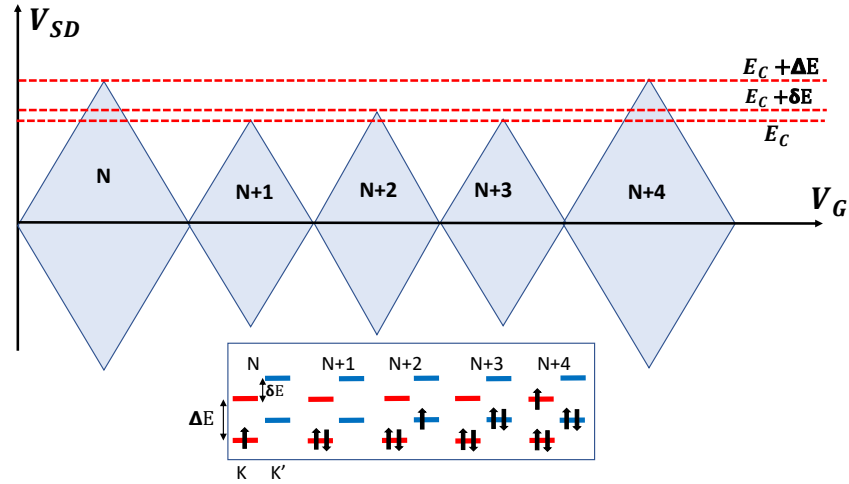 V_SD
E_C + ΔE
E_C + δE
E_C
N
N+1
N+2
N+3
N+4
V_G
N
N+1
N+2
N+3
N+4
δE
ΔE
K
K'